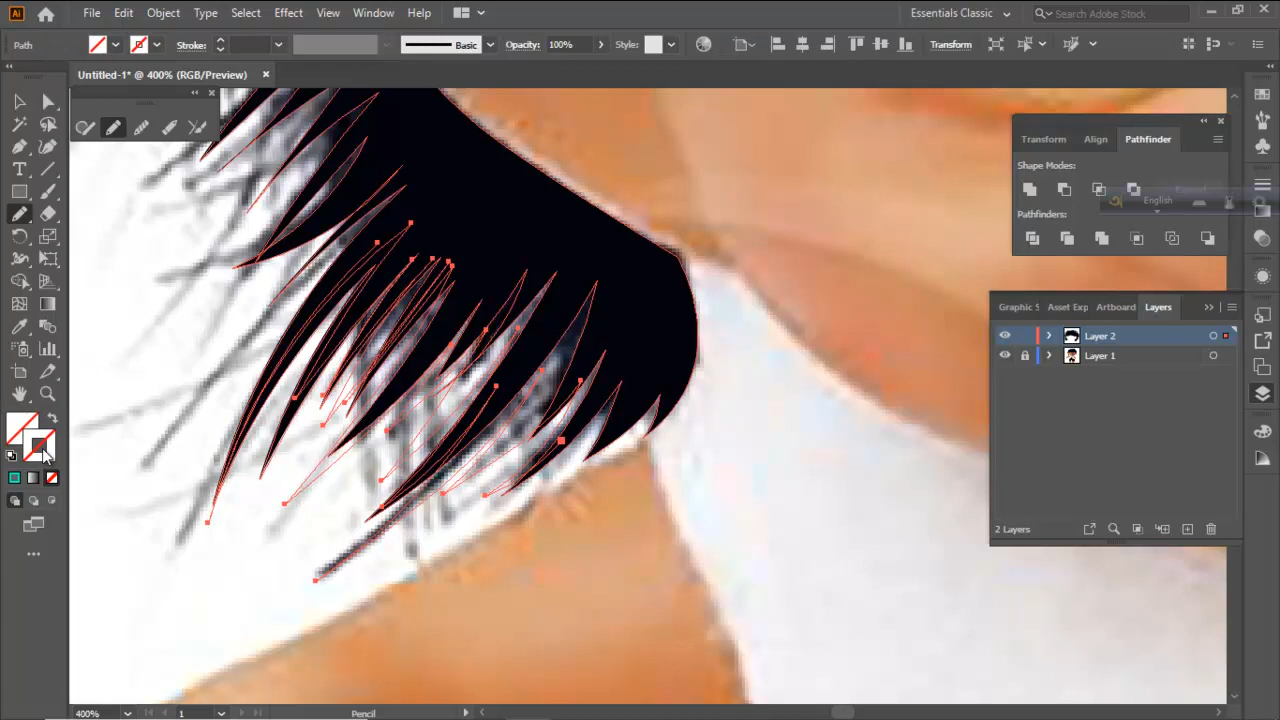 Ai File Edit Object Type Select Effect View Window Help Essentials Classic Search Adobe Stock
Path Stroke: Basic Opacity: 100% Style: Transform
Untitled-1* @ 400% (RGB/Preview)
Transform Align Pathfinder
Shape Modes:
English
Pathfinders:
Graphic S Asset Exp Artboard Layers
Layer 2
Layer 1
2 Layers
400% 1 Pencil